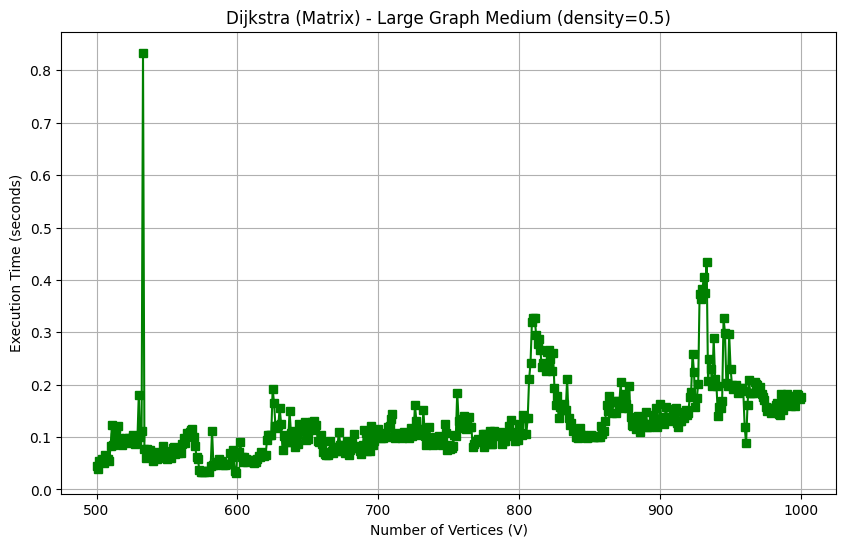 Dijkstra (Matrix) - Large Graph Medium (density=0.5)
Execution Time (seconds)
0.8
0.7
0.6
0.5
0.4
0.3
0.2
0.1
0.0
500 600 700 800 900 1000
Number of Vertices (V)